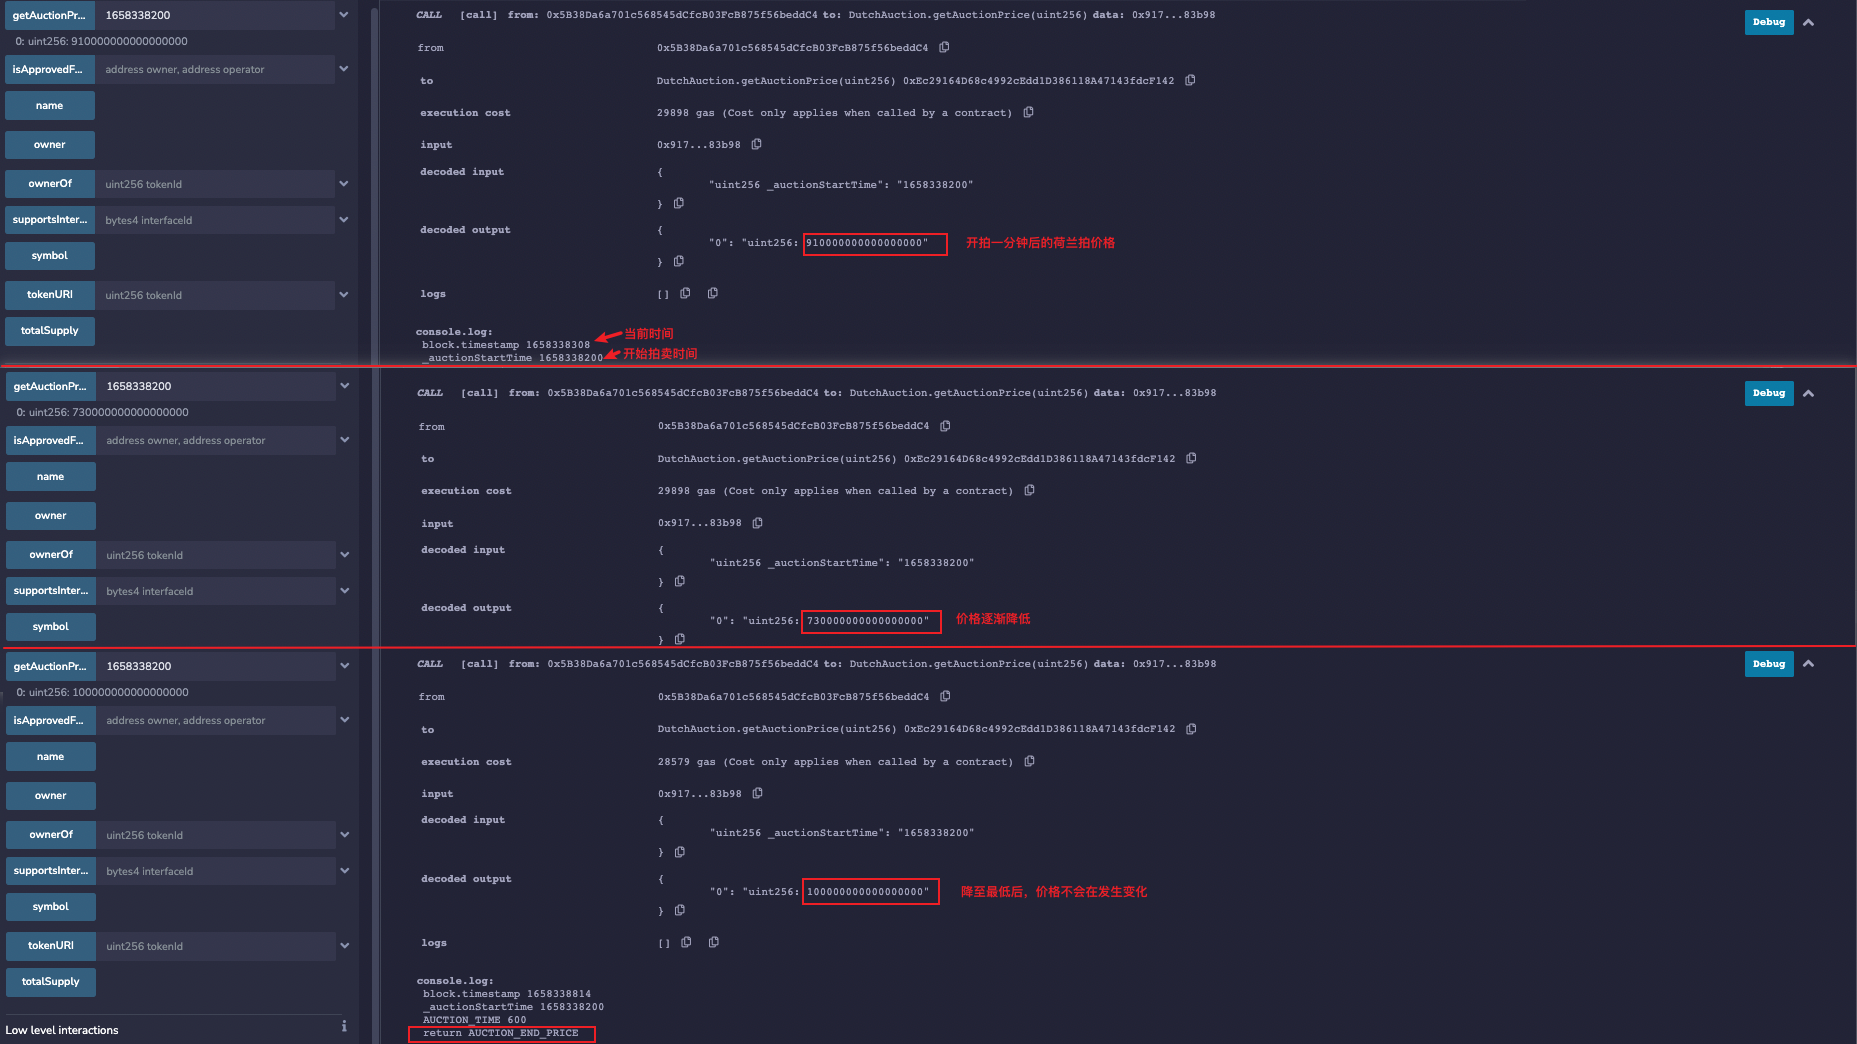 getAuctionPr... 1658338200
0: uint256: 910000000000000000
isApprovedF... address owner, address operator
name
owner
ownerOf uint256 tokenId
supportsInter... bytes4 interfaceId
symbol
tokenURI uint256 tokenId
totalSupply
CALL [call] from: 0x5B38Da6a701c568545dCfcB03FcB875f56beddC4 to: DutchAuction.getAuctionPrice(uint256) data: 0x917...83b98
Debug
from 0x5B38Da6a701c568545dCfcB03FcB875f56beddC4
to DutchAuction.getAuctionPrice(uint256) 0xEc29164D68c4992cEdd1D386118A47143fdcF142
execution cost 29898 gas (Cost only applies when called by a contract)
input 0x917...83b98
decoded input {
"uint256 _auctionStartTime": "1658338200"
}
decoded output {
"0": "uint256: 910000000000000000" 开拍一分钟后的荷兰拍价格
}
logs []
console.log:
block.timestamp 1658338308 当前时间
_auctionStartTime 1658338200 开始拍卖时间
getAuctionPr... 1658338200
0: uint256: 730000000000000000
isApprovedF... address owner, address operator
name
owner
ownerOf uint256 tokenId
supportsInter... bytes4 interfaceId
symbol
CALL [call] from: 0x5B38Da6a701c568545dCfcB03FcB875f56beddC4 to: DutchAuction.getAuctionPrice(uint256) data: 0x917...83b98
Debug
from 0x5B38Da6a701c568545dCfcB03FcB875f56beddC4
to DutchAuction.getAuctionPrice(uint256) 0xEc29164D68c4992cEdd1D386118A47143fdcF142
execution cost 29898 gas (Cost only applies when called by a contract)
input 0x917...83b98
decoded input {
"uint256 _auctionStartTime": "1658338200"
}
decoded output {
"0": "uint256: 730000000000000000" 价格逐渐降低
}
getAuctionPr... 1658338200
0: uint256: 100000000000000000
isApprovedF... address owner, address operator
name
owner
ownerOf uint256 tokenId
supportsInter... bytes4 interfaceId
symbol
tokenURI uint256 tokenId
totalSupply
Low level interactions
CALL [call] from: 0x5B38Da6a701c568545dCfcB03FcB875f56beddC4 to: DutchAuction.getAuctionPrice(uint256) data: 0x917...83b98
Debug
from 0x5B38Da6a701c568545dCfcB03FcB875f56beddC4
to DutchAuction.getAuctionPrice(uint256) 0xEc29164D68c4992cEdd1D386118A47143fdcF142
execution cost 28579 gas (Cost only applies when called by a contract)
input 0x917...83b98
decoded input {
"uint256 _auctionStartTime": "1658338200"
}
decoded output {
"0": "uint256: 100000000000000000" 降至最低后，价格不会在发生变化
}
logs []
console.log:
block.timestamp 1658338814
_auctionStartTime 1658338200
AUCTION_TIME 600
return AUCTION_END_PRICE